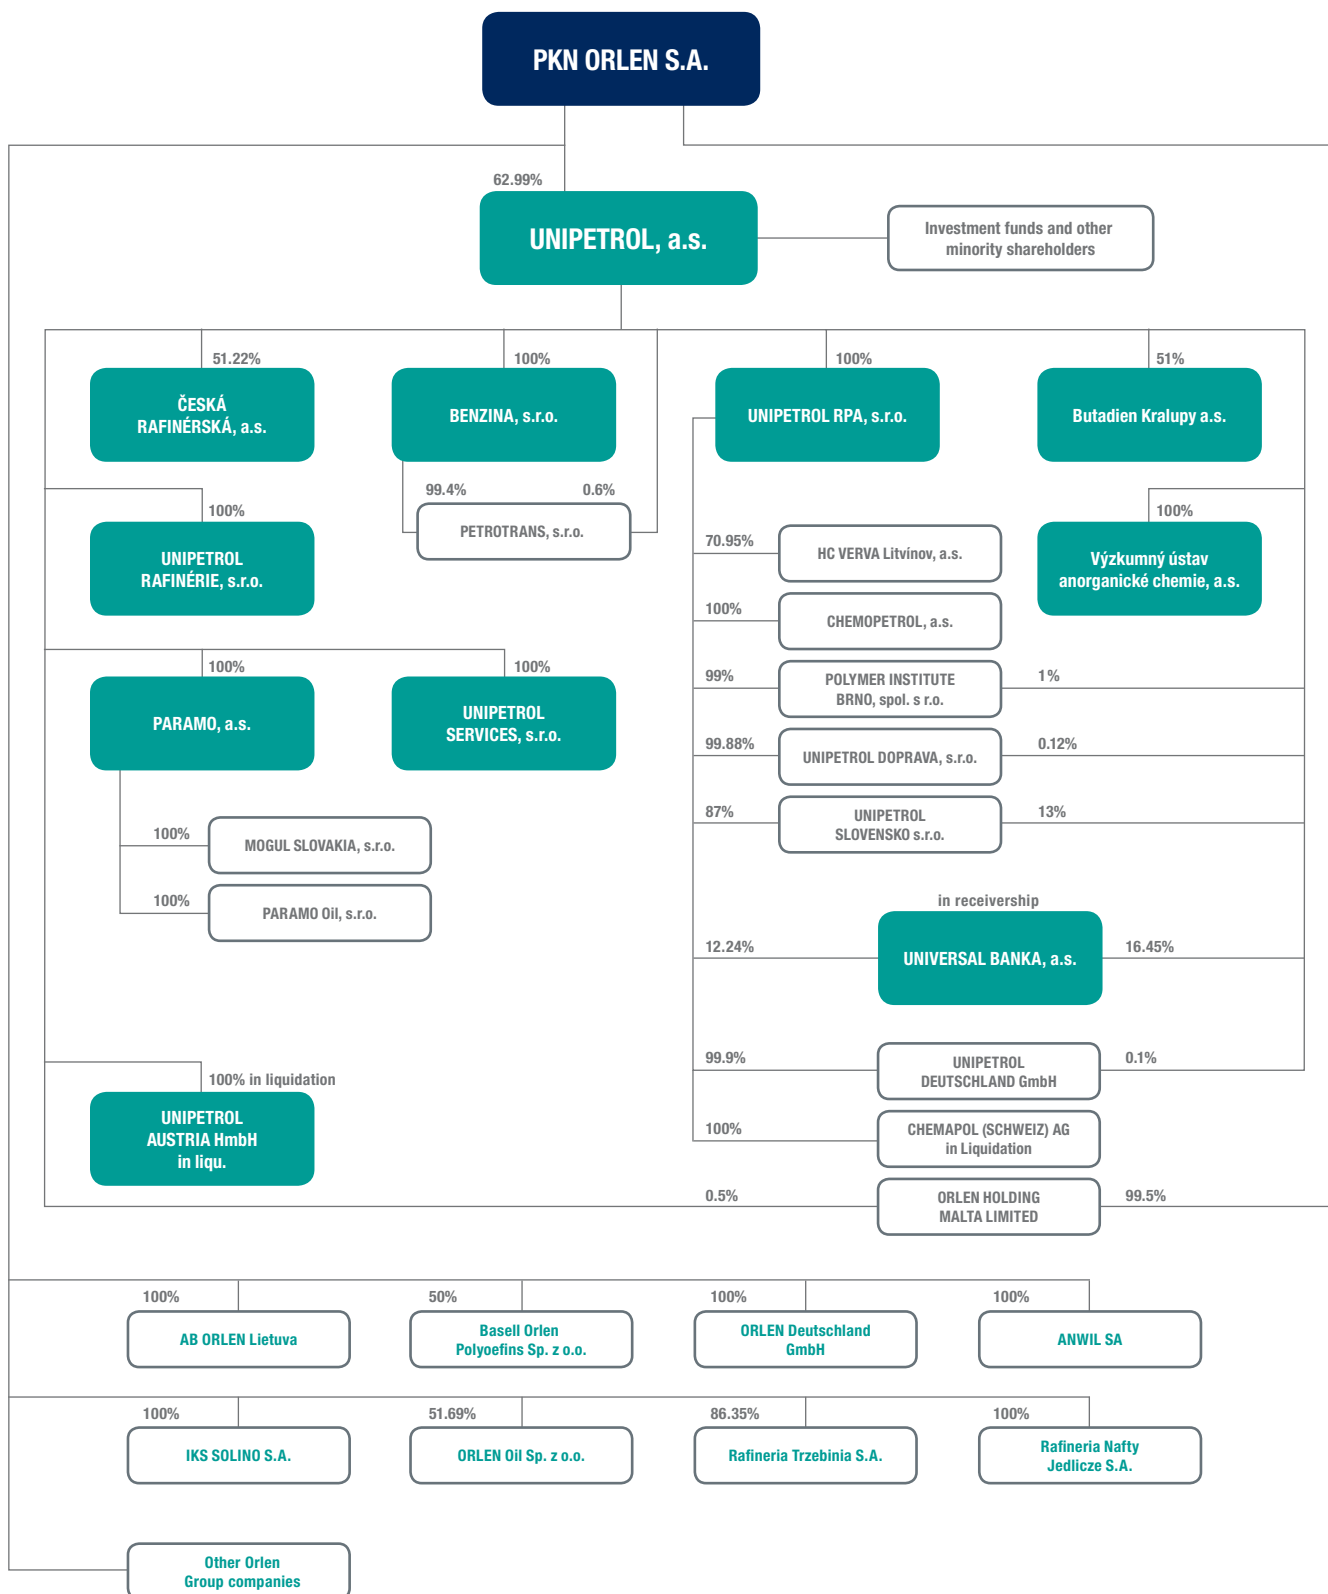 PKN ORLEN S.A.
62.99%
UNIPETROL, a.s.
Investment funds and other
minority shareholders
51.22%
100%
100%
51%
ČESKÁ
RAFINÉRSKÁ, a.s.
BENZINA, s.r.o.
UNIPETROL RPA, s.r.o.
Butadien Kralupy a.s.
99.4%
0.6%
PETROTRANS, s.r.o.
100%
UNIPETROL
RAFINÉRIE, s.r.o.
100%
Výzkumný ústav
anorganické chemie, a.s.
70.95%
HC VERVA Litvínov, a.s.
100%
CHEMOPETROL, a.s.
99%
POLYMER INSTITUTE
BRNO, spol. s r.o.
1%
99.88%
UNIPETROL DOPRAVA, s.r.o.
0.12%
87%
UNIPETROL
SLOVENSKO s.r.o.
13%
100%
100%
PARAMO, a.s.
UNIPETROL
SERVICES, s.r.o.
100%
MOGUL SLOVAKIA, s.r.o.
100%
PARAMO Oil, s.r.o.
in receivership
12.24%
UNIVERSAL BANKA, a.s.
16.45%
99.9%
UNIPETROL
DEUTSCHLAND GmbH
0.1%
100% in liquidation
UNIPETROL
AUSTRIA HmbH
in liqu.
100%
CHEMAPOL (SCHWEIZ) AG
in Liquidation
0.5%
ORLEN HOLDING
MALTA LIMITED
99.5%
100%
50%
100%
100%
AB ORLEN Lietuva
Basell Orlen
Polyoefins Sp. z o.o.
ORLEN Deutschland
GmbH
ANWIL SA
100%
51.69%
86.35%
100%
IKS SOLINO S.A.
ORLEN Oil Sp. z o.o.
Rafineria Trzebinia S.A.
Rafineria Nafty
Jedlicze S.A.
Other Orlen
Group companies